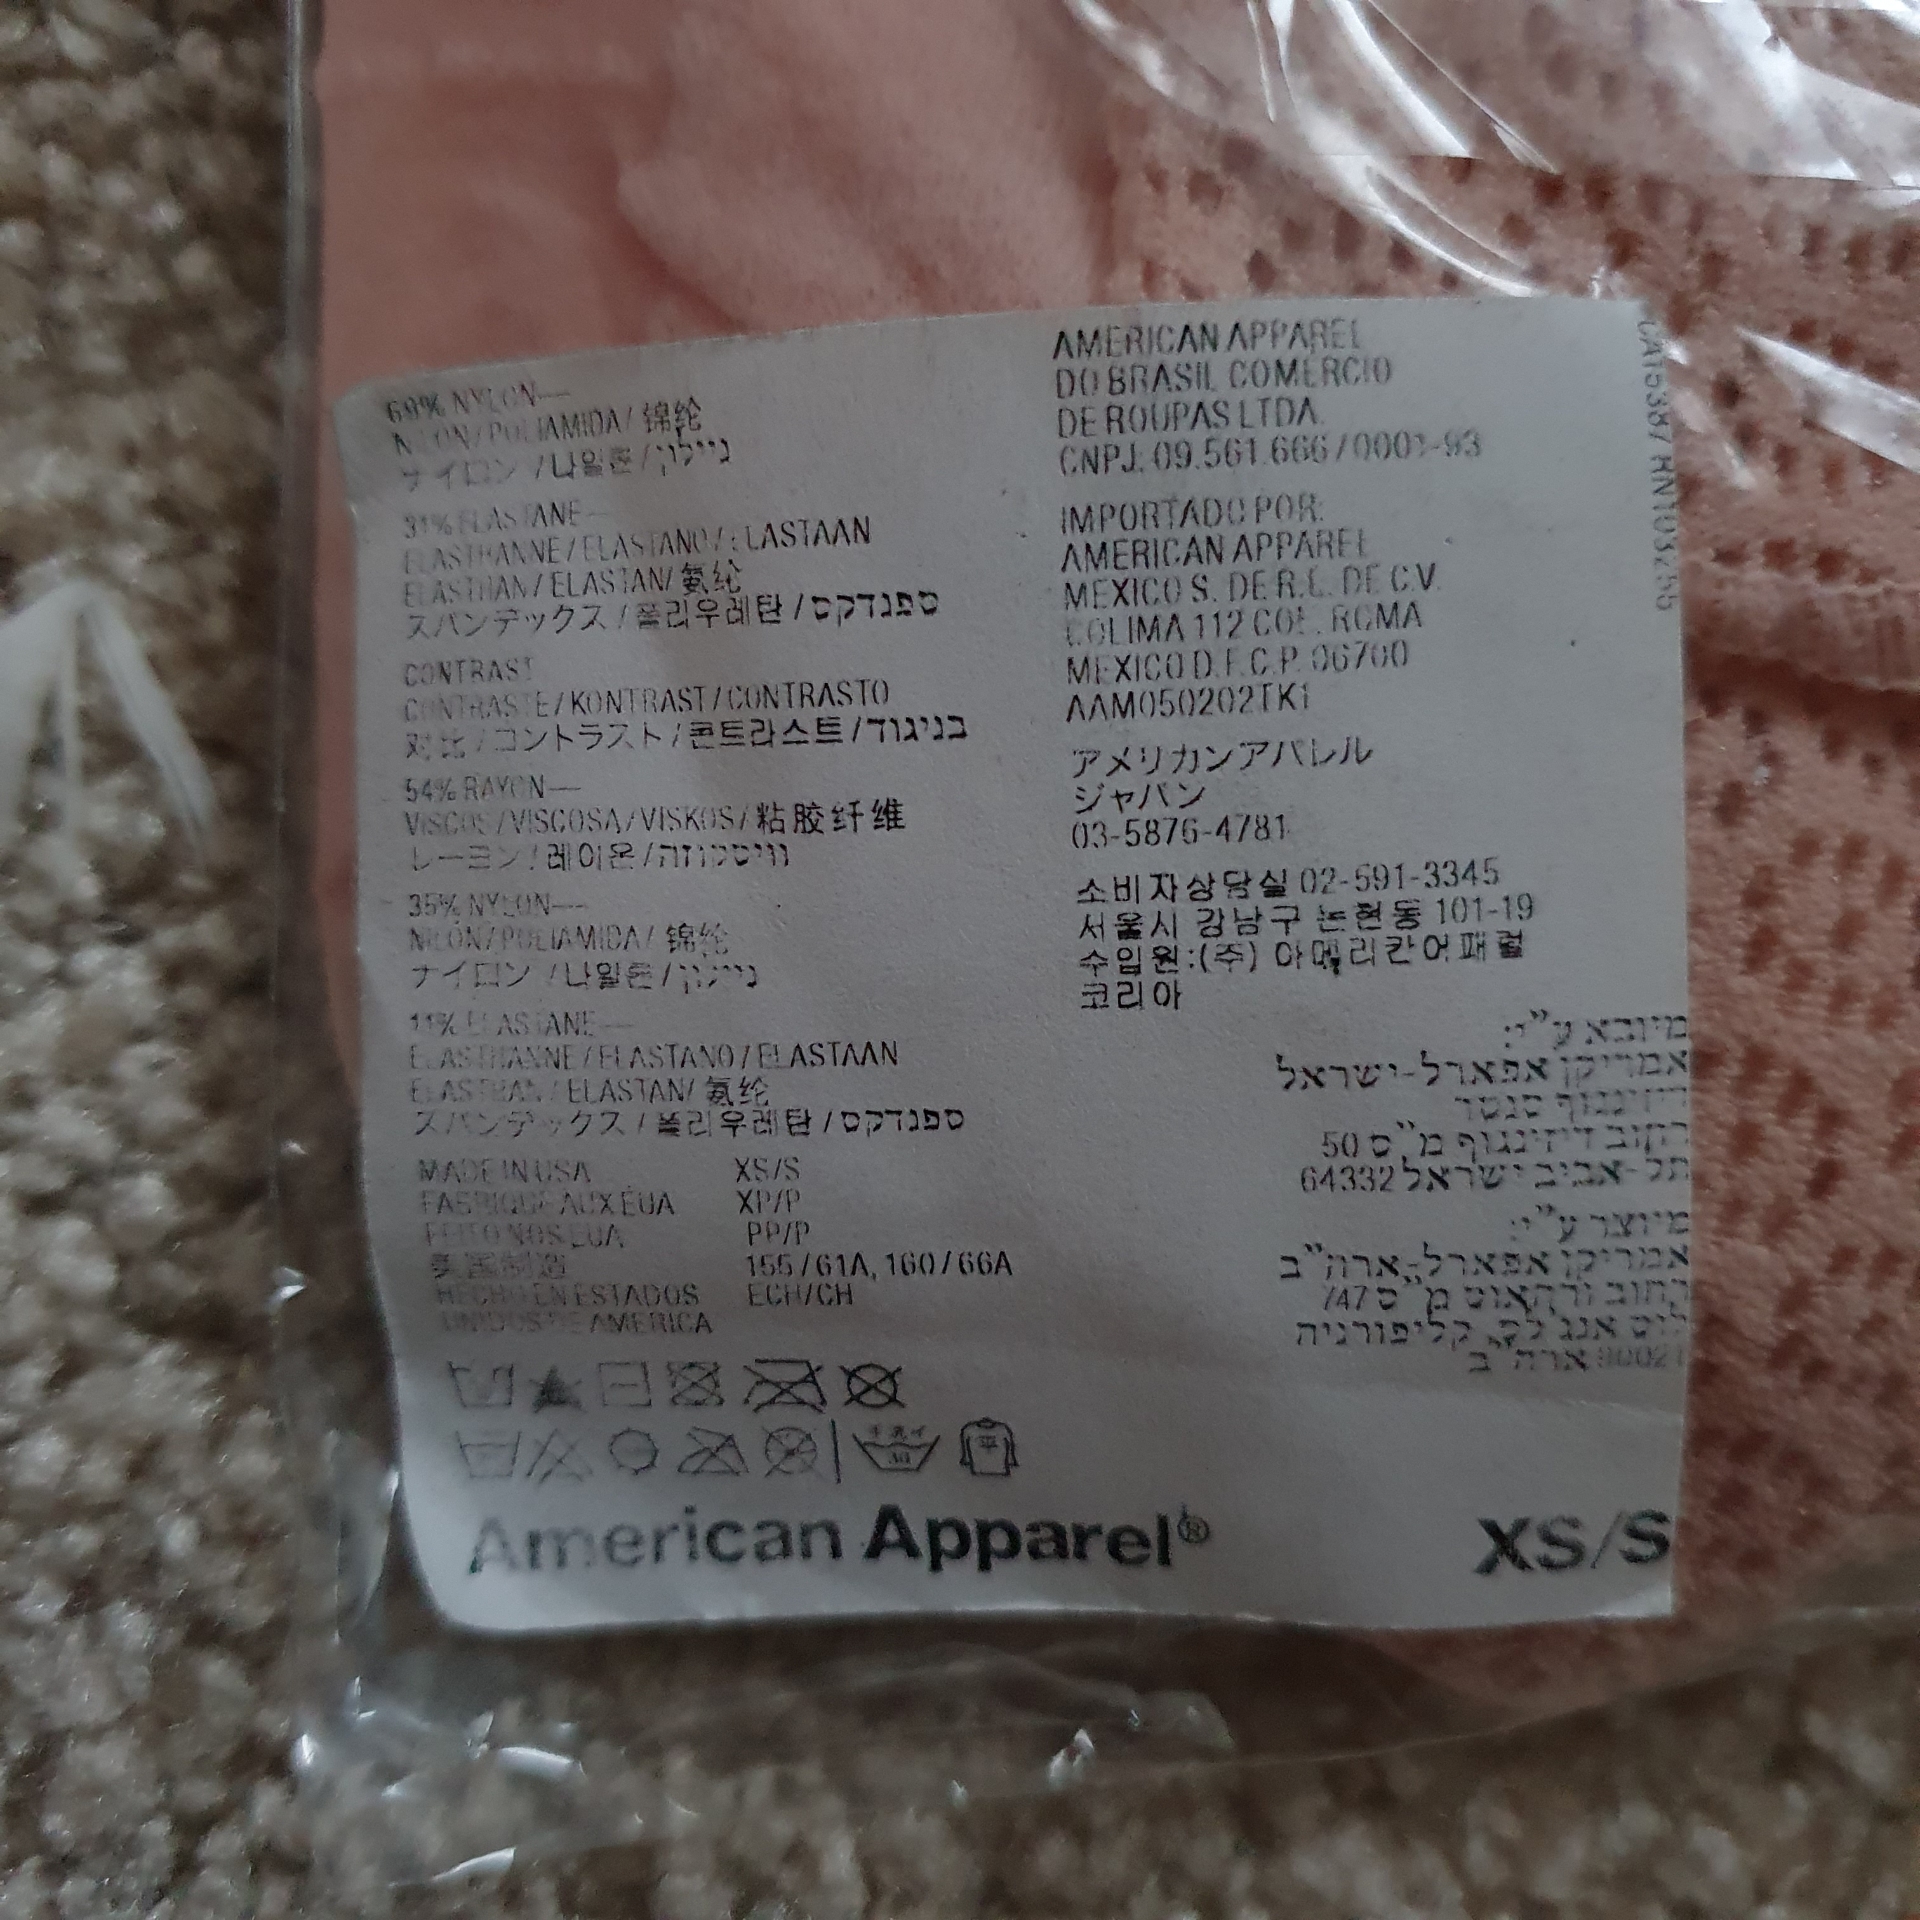 69% NYLON—
NILON/POLIAMIDA/ 锦纶
ナイロン /나일론/ניילון
31% ELASTANE—
ELASTHANNE/ELASTANO/ELASTAAN
ELASTHAN/ELASTAN/ 氨纶
スパンデックス /폴리우레탄/ספנדקס
CONTRAST
CONTRASTE/KONTRAST/CONTRASTO
对比 /コントラスト/콘트라스트/בניגוד
54% RAYON—
VISCOS/VISCOSA/VISKOS/粘胶纤维
レーヨン/레이온/וויסקוזה
35% NYLON—
NILON/POLIAMIDA/ 锦纶
ナイロン /나일론/ניילון
11% ELASTANE—
ELASTHANNE/ELASTANO/ELASTAAN
ELASTHAN/ELASTAN/ 氨纶
スパンデックス /폴리우레탄/ספנדקס
MADE IN USA XS/S
FABRIQUE AUX EUA XP/P
FEITO NOS EUA PP/P
美国制造 155/61A, 160/66A
HECHO EN ESTADOS ECH/CH
UNIDOS DE AMERICA
AMERICAN APPAREL
DO BRASIL COMERCIO
DE ROUPAS LTDA.
CNPJ: 09.561.666/0001-93
IMPORTADO POR:
AMERICAN APPAREL
MEXICO S. DE R.L. DE C.V.
COLIMA 112 COL. ROMA
MEXICO D.F. C.P. 06700
AAM050202TK1
アメリカンアパレル
ジャパン
03-5876-4781
소비자상담실 02-591-3345
서울시 강남구 논현동 101-19
수입원:(주) 아메리칸어패럴
코리아
מיובא ע"י:
אמריקן אפארל-ישראל
דיזינגוף סנטר
דיזינגוף מ"ס 50
תל-אביב ישראל 64332
מיוצר ע"י:
אמריקן אפארל-ארה"ב
רחוב וורהאוס מ"ס 747
לוס אנג'לס, קליפורניה
90021 ארה"ב
American Apparel®
XS/S